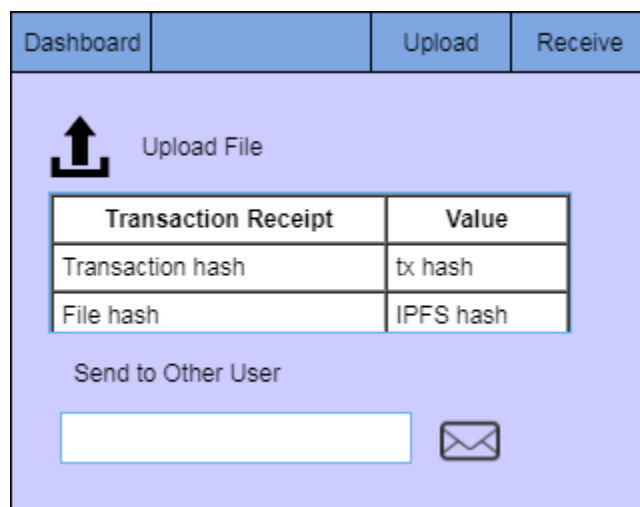 Dashboard Upload Receive
Upload File
Transaction Receipt Value
Transaction hash tx hash
File hash IPFS hash
Send to Other User